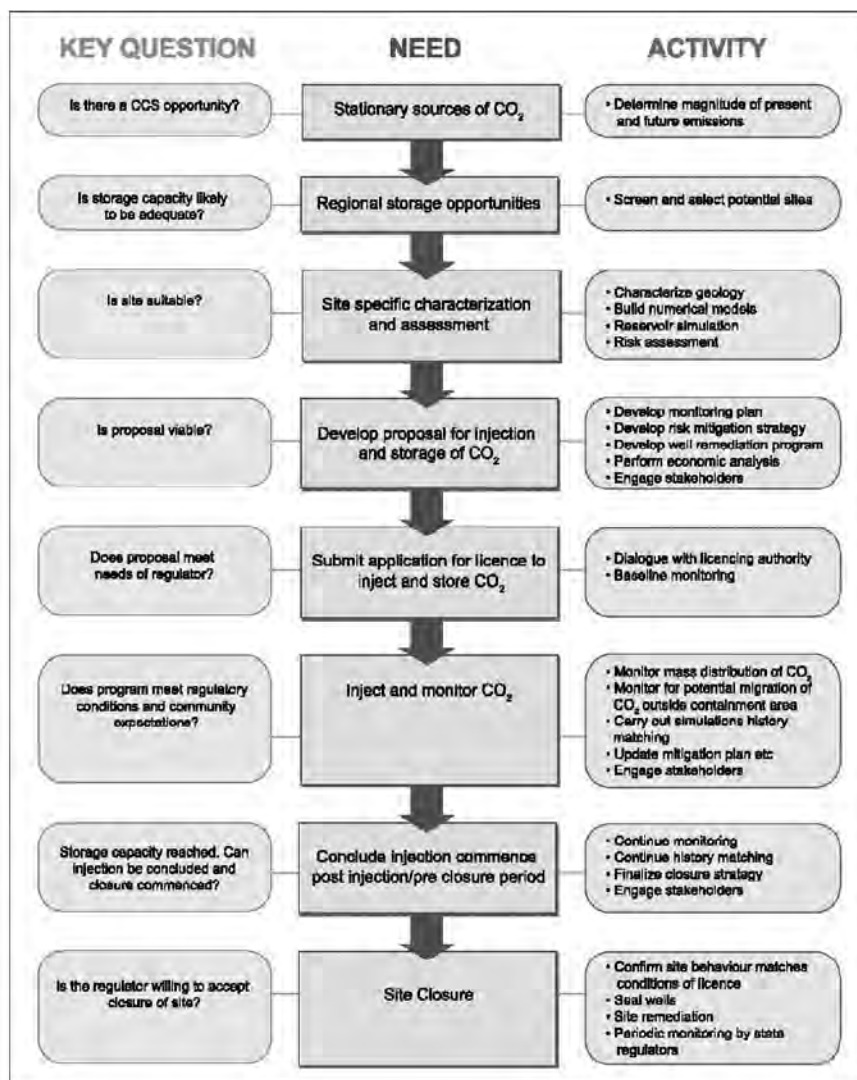 KEY QUESTION
NEED
ACTIVITY
Is there a CCS opportunity?
Stationary sources of CO₂
• Determine magnitude of present
and future emissions
Is storage capacity likely
to be adequate?
Regional storage opportunities
• Screen and select potential sites
Is site suitable?
Site specific characterization
and assessment
• Characterize geology
• Build numerical models
• Reservoir simulation
• Risk assessment
Is proposal viable?
Develop proposal for injection
and storage of CO₂
• Develop monitoring plan
• Develop risk mitigation strategy
• Develop well remediation program
• Perform economic analysis
• Engage stakeholders
Does proposal meet
needs of regulator?
Submit application for licence to
inject and store CO₂
• Dialogue with licencing authority
• Baseline monitoring
Does program meet regulatory
conditions and community
expectations?
Inject and monitor CO₂
• Monitor mass distribution of CO₂
• Monitor for potential migration of
CO₂ outside containment area
• Carry out simulations history
matching
• Update mitigation plan etc
• Engage stakeholders
Storage capacity reached. Can
injection be concluded and
closure commenced?
Conclude injection commence
post injection/pre closure period
• Continue monitoring
• Continue history matching
• Finalize closure strategy
• Engage stakeholders
Is the regulator willing to accept
closure of site?
Site Closure
• Confirm site behaviour matches
conditions of licence
• Seal wells
• Site remediation
• Periodic monitoring by state
regulators